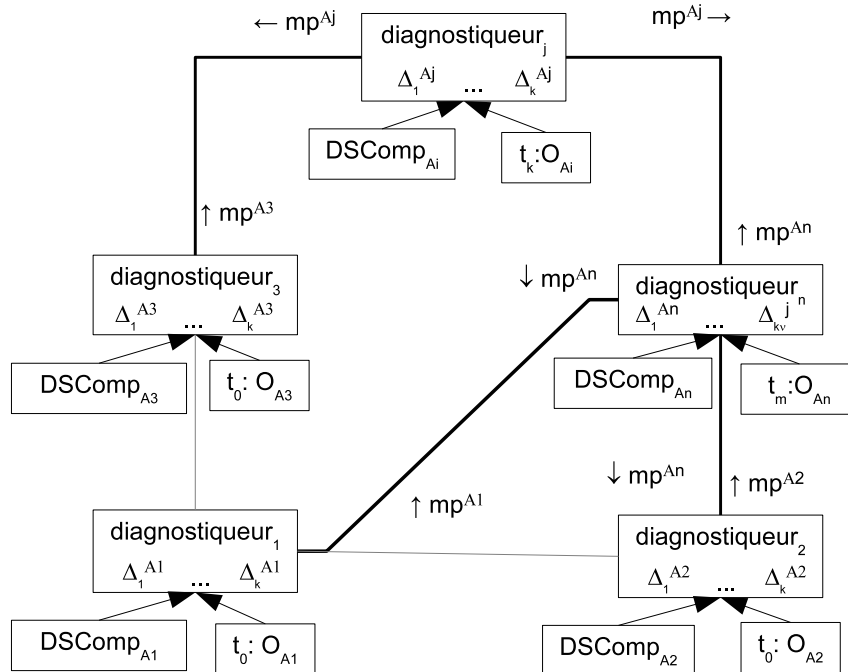 ← mp^Aj
mp^Aj →
diagnostiqueur_j
Δ_1^Aj ... Δ_k^Aj
DSComp_Ai
t_k:O_Ai
↑ mp^A3
↑ mp^An
diagnostiqueur_3
Δ_1^A3 ... Δ_k^A3
↓ mp^An
diagnostiqueur_n
Δ_1^An ... Δ_kν^j
DSComp_A3
t_0: O_A3
DSComp_An
t_m:O_An
↓ mp^An
↑ mp^A2
↑ mp^A1
diagnostiqueur_1
Δ_1^A1 ... Δ_k^A1
diagnostiqueur_2
Δ_1^A2 ... Δ_k^A2
DSComp_A1
t_0: O_A1
DSComp_A2
t_0: O_A2